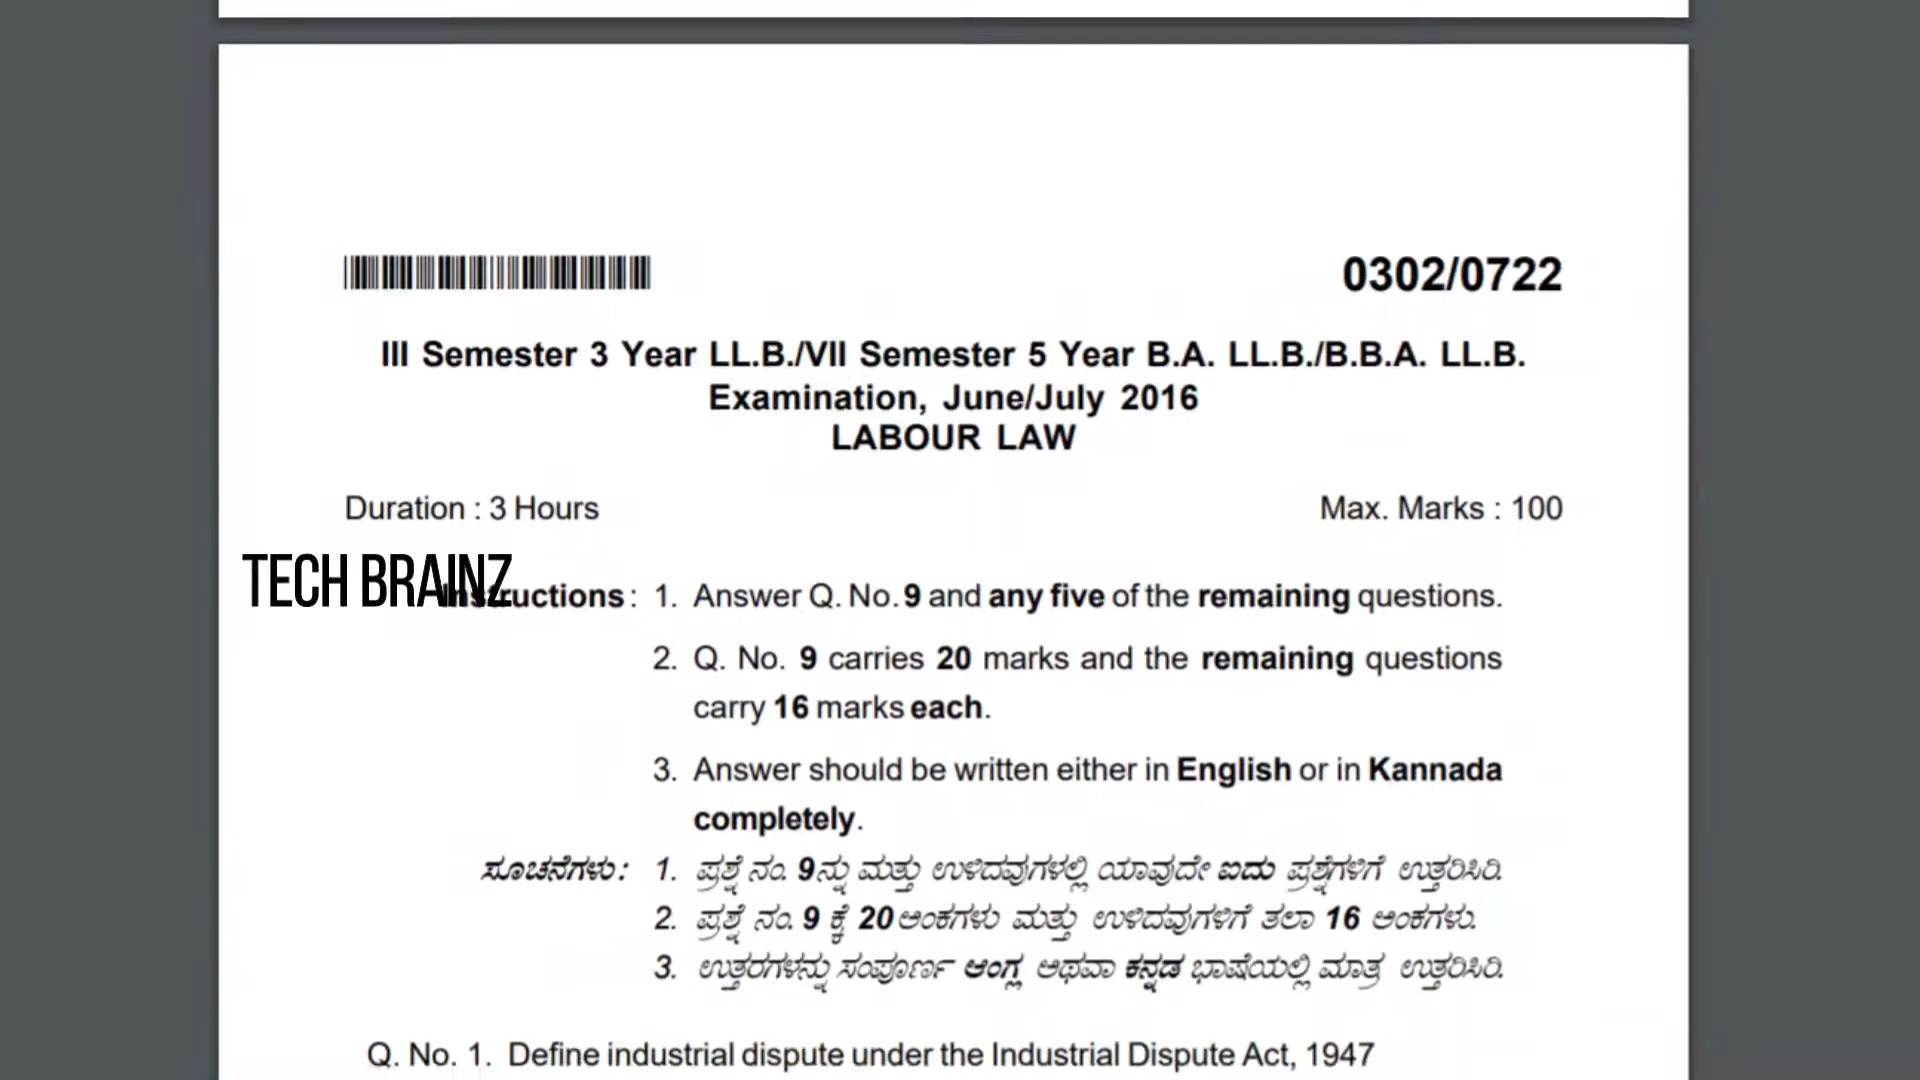 0302/0722
III Semester 3 Year LL.B./VII Semester 5 Year B.A. LL.B./B.B.A. LL.B.
Examination, June/July 2016
LABOUR LAW
Duration : 3 Hours Max. Marks : 100
TECH BRAINZ
Instructions : 1. Answer Q. No. 9 and any five of the remaining questions.
2. Q. No. 9 carries 20 marks and the remaining questions
carry 16 marks each.
3. Answer should be written either in English or in Kannada
completely.
ಸೂಚನೆಗಳು : 1. ಪ್ರಶ್ನೆ ನಂ. 9ನ್ನು ಮತ್ತು ಉಳಿದವುಗಳಲ್ಲಿ ಯಾವುದೇ ಐದು ಪ್ರಶ್ನೆಗಳಿಗೆ ಉತ್ತರಿಸಿರಿ.
2. ಪ್ರಶ್ನೆ ನಂ. 9 ಕ್ಕೆ 20 ಅಂಕಗಳು ಮತ್ತು ಉಳಿದವುಗಳಿಗೆ ತಲಾ 16 ಅಂಕಗಳು.
3. ಉತ್ತರಗಳನ್ನು ಸಂಪೂರ್ಣ ಆಂಗ್ಲ ಅಥವಾ ಕನ್ನಡ ಭಾಷೆಯಲ್ಲಿ ಮಾತ್ರ ಉತ್ತರಿಸಿರಿ.
Q. No. 1. Define industrial dispute under the Industrial Dispute Act, 1947